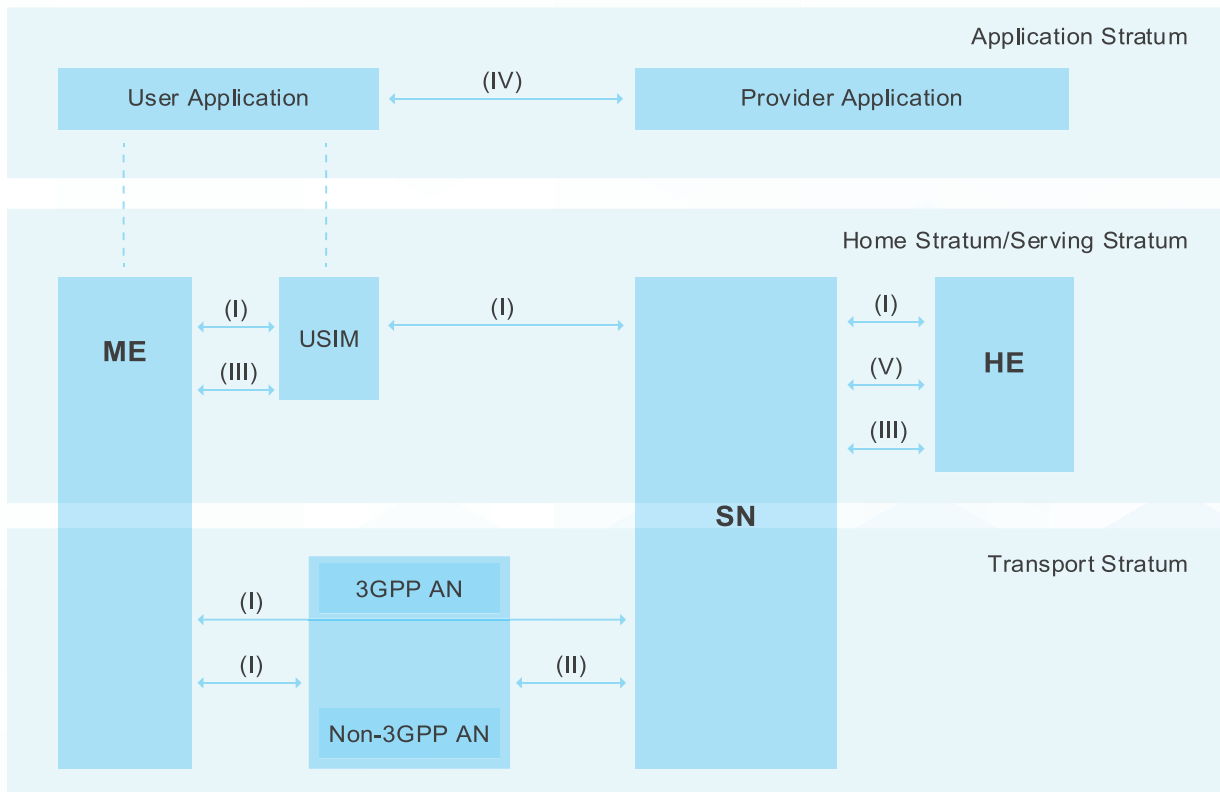 Application Stratum
User Application
(IV)
Provider Application
Home Stratum/Serving Stratum
ME
(I)
(III)
USIM
(I)
SN
(I)
(V)
(III)
HE
Transport Stratum
3GPP AN
(I)
(I)
(II)
Non-3GPP AN